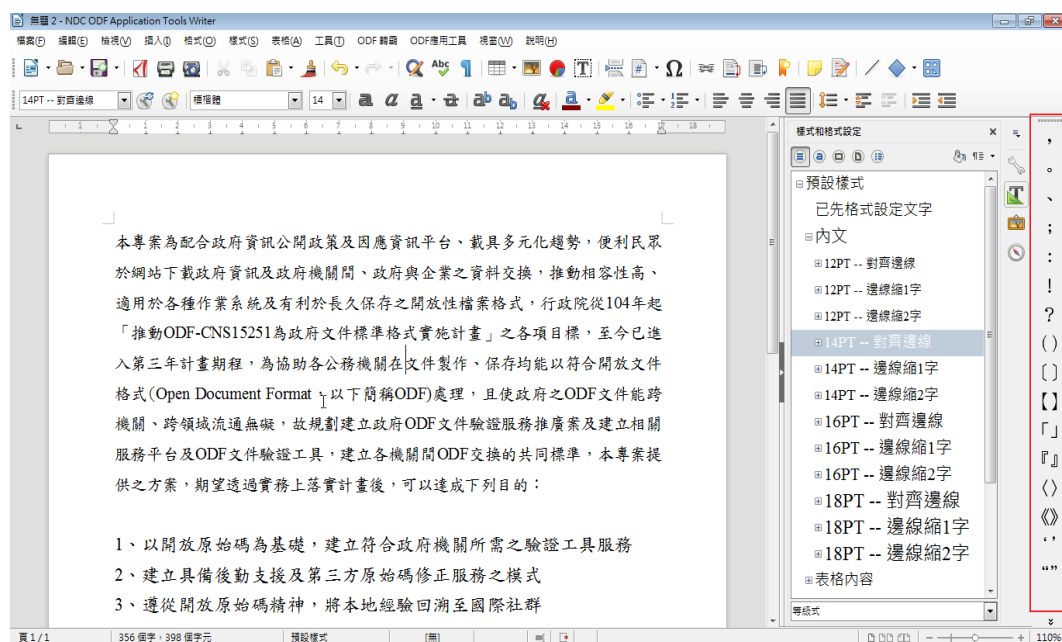 無題 2 - NDC ODF Application Tools Writer
檔案(F) 編輯(E) 檢視(V) 插入(I) 格式(O) 樣式(S) 表格(A) 工具(T) ODF 轉霸 ODF應用工具 視窗(W) 說明(H)
14PT -- 對齊邊線 標楷體 14
1 1 2 3 4 5 6 7 8 9 10 11 12 13 14 15 16 17 18
本專案為配合政府資訊公開政策及因應資訊平台、載具多元化趨勢，便利民眾
於網站下載政府資訊及政府機關間、政府與企業之資料交換，推動相容性高、
適用於各種作業系統及有利於長久保存之開放性檔案格式，行政院從104年起
「推動ODF-CNS15251為政府文件標準格式實施計畫」之各項目標，至今已進
入第三年計畫期程，為協助各公務機關在文件製作、保存均能以符合開放文件
格式(Open Document Format，以下簡稱ODF)處理，且使政府之ODF文件能跨
機關、跨領域流通無礙，故規劃建立政府ODF文件驗證服務推廣案及建立相關
服務平台及ODF文件驗證工具，建立各機關間ODF交換的共同標準，本專案提
供之方案，期望透過實務上落實計畫後，可以達成下列目的：
1、以開放原始碼為基礎，建立符合政府機關所需之驗證工具服務
2、建立具備後勤支援及第三方原始碼修正服務之模式
3、遵從開放原始碼精神，將本地經驗回溯至國際社群
樣式和格式設定
預設樣式
已先格式設定文字
內文
12PT -- 對齊邊線
12PT -- 邊線縮1字
12PT -- 邊線縮2字
14PT -- 對齊邊線
14PT -- 邊線縮1字
14PT -- 邊線縮2字
16PT -- 對齊邊線
16PT -- 邊線縮1字
16PT -- 邊線縮2字
18PT -- 對齊邊線
18PT -- 邊線縮1字
18PT -- 邊線縮2字
表格內容
等級式
，
。
、
；
：
！
？
（）
〔〕
【】
「」
『』
〈〉
《》
‘’
“”
頁 1 / 1 356 個字，398 個字元 預設樣式 [無] 110%